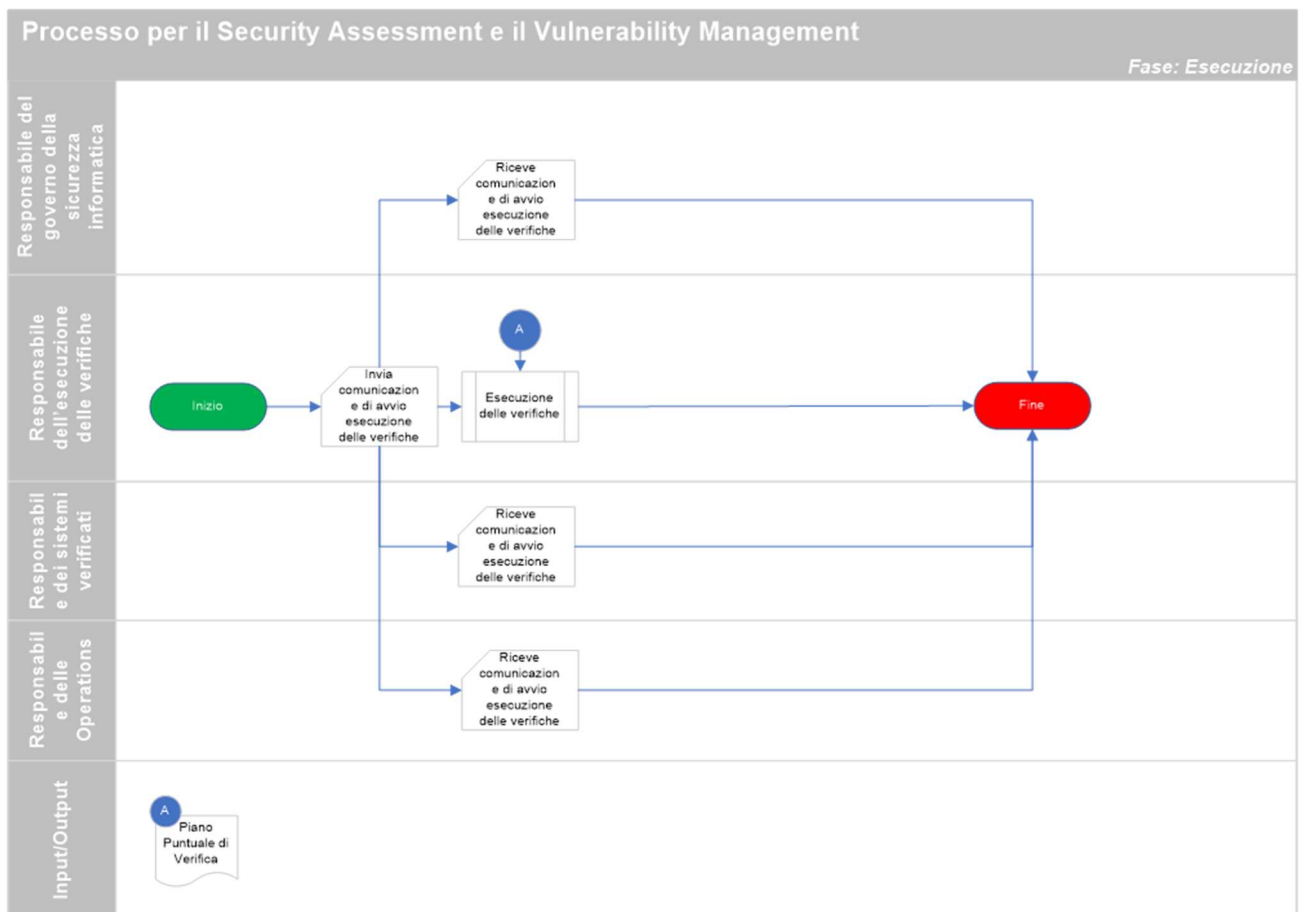 Processo per il Security Assessment e il Vulnerability Management
Fase: Esecuzione
Responsabile del
governo della
sicurezza
informatica
Riceve
comunicazion
e di avvio
esecuzione
delle verifiche
Responsabile
dell'esecuzione
delle verifiche
Inizio
Invia
comunicazion
e di avvio
esecuzione
delle verifiche
A
Esecuzione
delle verifiche
Fine
Responsabil
e dei sistemi
verificati
Riceve
comunicazion
e di avvio
esecuzione
delle verifiche
Responsabil
e delle
Operations
Riceve
comunicazion
e di avvio
esecuzione
delle verifiche
Input/Output
A
Piano
Puntuale di
Verifica